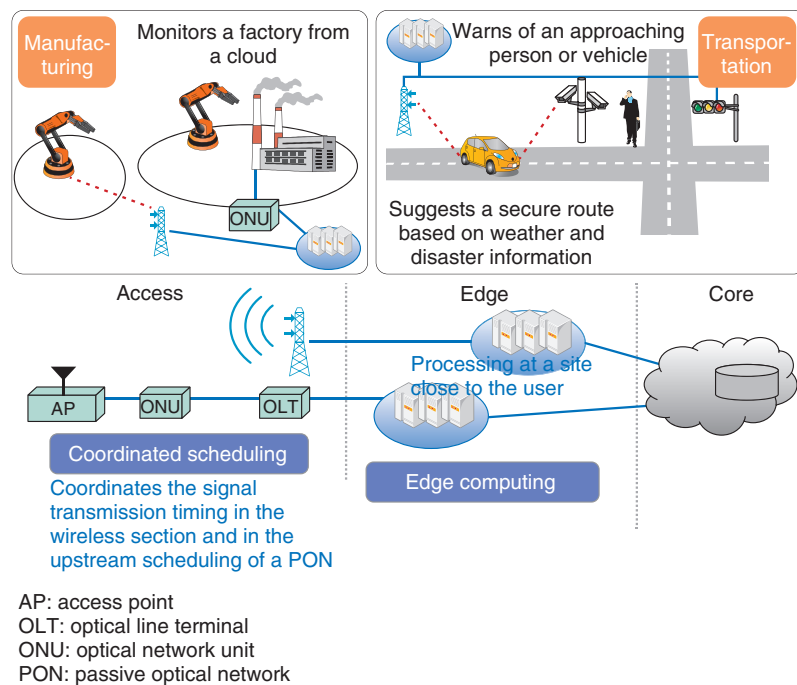 Manufac-
turing
Monitors a factory from
a cloud
ONU
Warns of an approaching
person or vehicle
Transpor-
tation
Suggests a secure route
based on weather and
disaster information
Access
Edge
Core
Processing at a site
close to the user
AP
ONU
OLT
Coordinated scheduling
Edge computing
Coordinates the signal
transmission timing in the
wireless section and in the
upstream scheduling of a PON
AP: access point
OLT: optical line terminal
ONU: optical network unit
PON: passive optical network